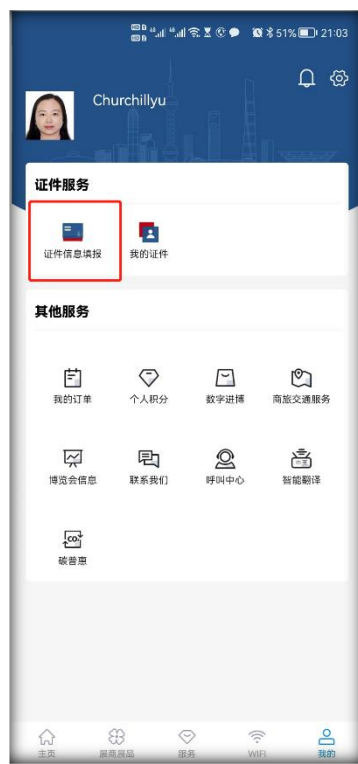 51% 21:03
Churchillyu
证件服务
证件信息填报 我的证件
其他服务
我的订单 个人积分 数字进博 商旅交通服务
博览会信息 联系我们 呼叫中心 智能翻译
碳普惠
主页 展商展品 服务 WIFI 我的